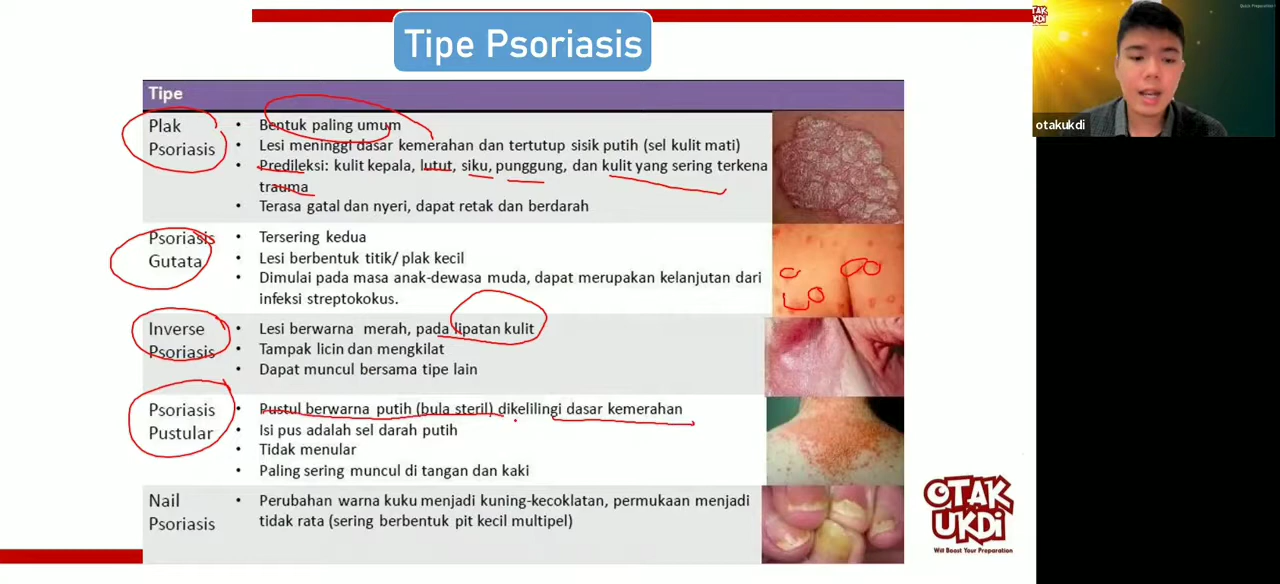 Tipe Psoriasis
Tipe
Plak
Psoriasis
• Bentuk paling umum
• Lesi meninggi dasar kemerahan dan tertutup sisik putih (sel kulit mati)
• Predileksi: kulit kepala, lutut, siku, punggung, dan kulit yang sering terkena
trauma
• Terasa gatal dan nyeri, dapat retak dan berdarah
Psoriasis
Gutata
• Tersering kedua
• Lesi berbentuk titik/ plak kecil
• Dimulai pada masa anak-dewasa muda, dapat merupakan kelanjutan dari
infeksi streptokokus.
Inverse
Psoriasis
• Lesi berwarna merah, pada lipatan kulit
• Tampak licin dan mengkilat
• Dapat muncul bersama tipe lain
Psoriasis
Pustular
• Pustul berwarna putih (bula steril) dikelilingi dasar kemerahan
• Isi pus adalah sel darah putih
• Tidak menular
• Paling sering muncul di tangan dan kaki
Nail
Psoriasis
• Perubahan warna kuku menjadi kuning-kecoklatan, permukaan menjadi
tidak rata (sering berbentuk pit kecil multipel)
OTAK
UKDI
otakukdi
OTAK
UKDi
Will Boost Your Preparation